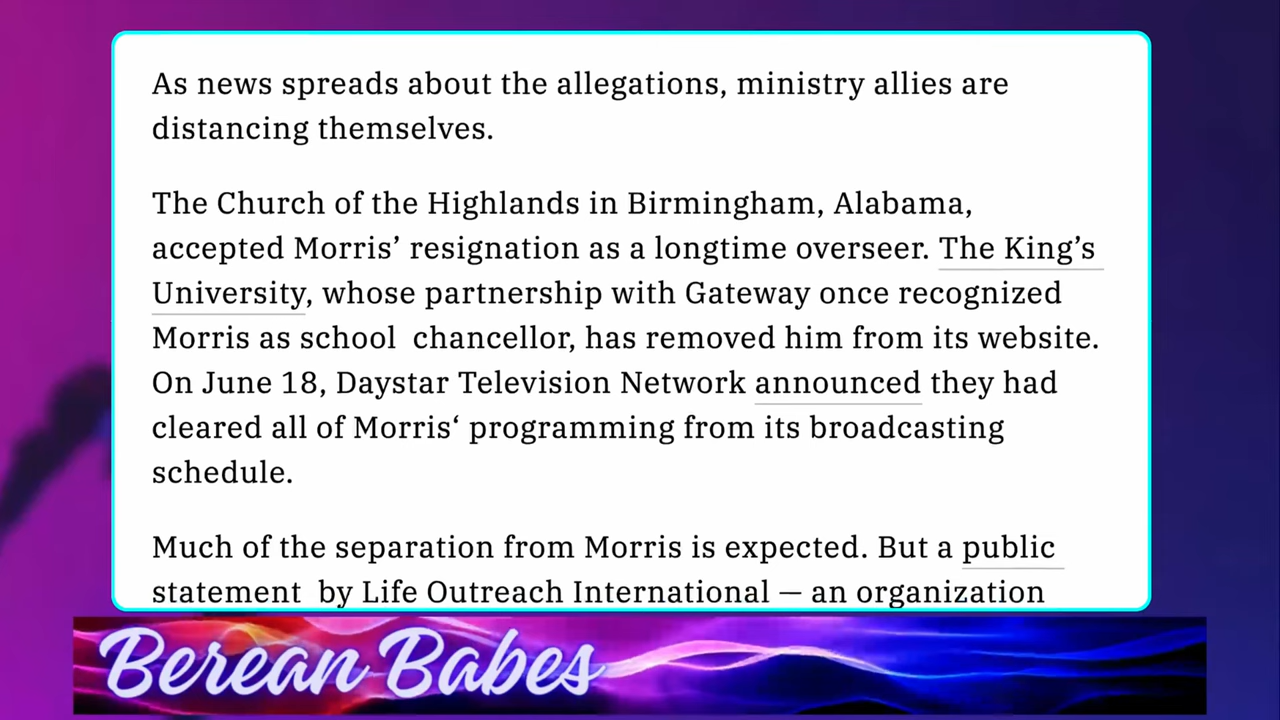 As news spreads about the allegations, ministry allies are
distancing themselves.
The Church of the Highlands in Birmingham, Alabama,
accepted Morris’ resignation as a longtime overseer. The King’s
University, whose partnership with Gateway once recognized
Morris as school  chancellor, has removed him from its website.
On June 18, Daystar Television Network announced they had
cleared all of Morris‘ programming from its broadcasting
schedule.
Much of the separation from Morris is expected. But a public
statement  by Life Outreach International — an organization
Berean Babes